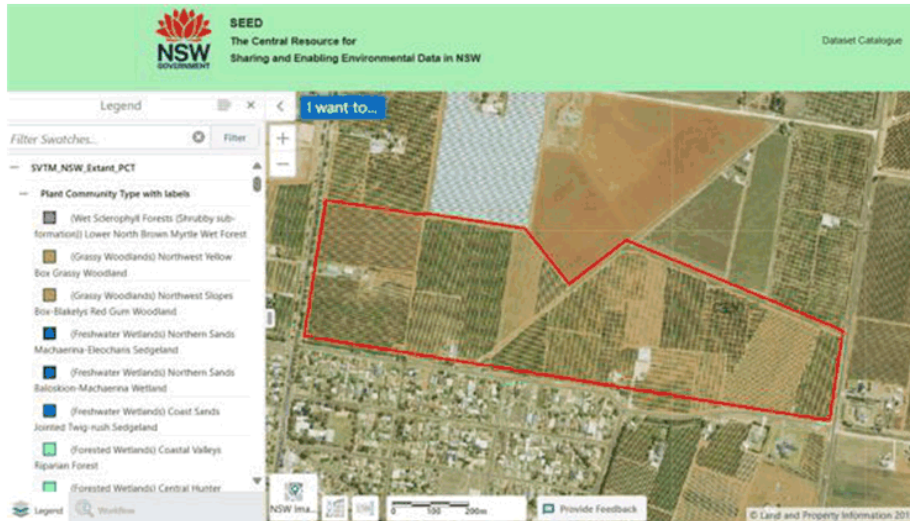 SEED
The Central Resource for
Sharing and Enabling Environmental Data in NSW
NSW
GOVERNMENT
Dataset Catalogue
Legend
I want to...
Filter Swatches...
Filter
SVTM_NSW_Extant_PCT
Plant Community Type with labels
(Wet Sclerophyll Forests (Shrubby sub-
formation)) Lower North Brown Myrtle Wet Forest
(Grassy Woodlands) Northwest Yellow
Box Grassy Woodland
(Grassy Woodlands) Northwest Slopes
Box-Blakelys Red Gum Woodland
(Freshwater Wetlands) Northern Sands
Machaerina-Eleocharis Sedgeland
(Freshwater Wetlands) Northern Sands
Baloskion-Machaerina Wetland
(Freshwater Wetlands) Coast Sands
Jointed Twig-rush Sedgeland
(Forested Wetlands) Coastal Valleys
Riparian Forest
(Forested Wetlands) Central Hunter
Legend
Workflow
NSW Ima...
0 100 200m
Provide Feedback
© Land and Property Information 201